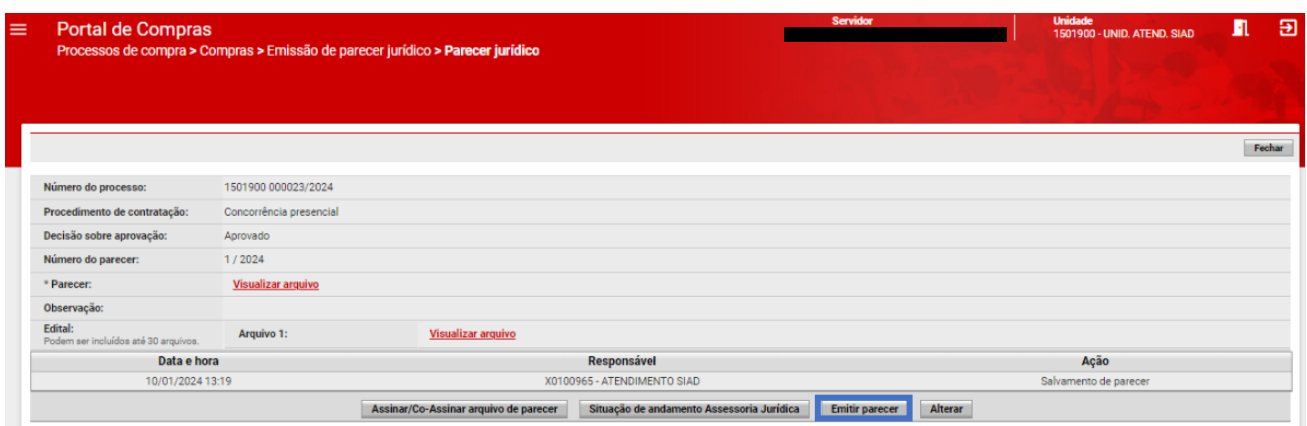 Portal de Compras
Processos de compra > Compras > Emissão de parecer jurídico > Parecer jurídico
Servidor
Unidade
1501900 - UNID. ATEND. SIAD
Fechar
Número do processo: 1501900 000023/2024
Procedimento de contratação: Concorrência presencial
Decisão sobre aprovação: Aprovado
Número do parecer: 1 / 2024
* Parecer: Visualizar arquivo
Observação:
Edital:
Podem ser incluídos até 30 arquivos.
Arquivo 1: Visualizar arquivo
Data e hora Responsável Ação
10/01/2024 13:19 X0100965 - ATENDIMENTO SIAD Salvamento de parecer
Assinar/Co-Assinar arquivo de parecer Situação de andamento Assessoria Jurídica Emitir parecer Alterar